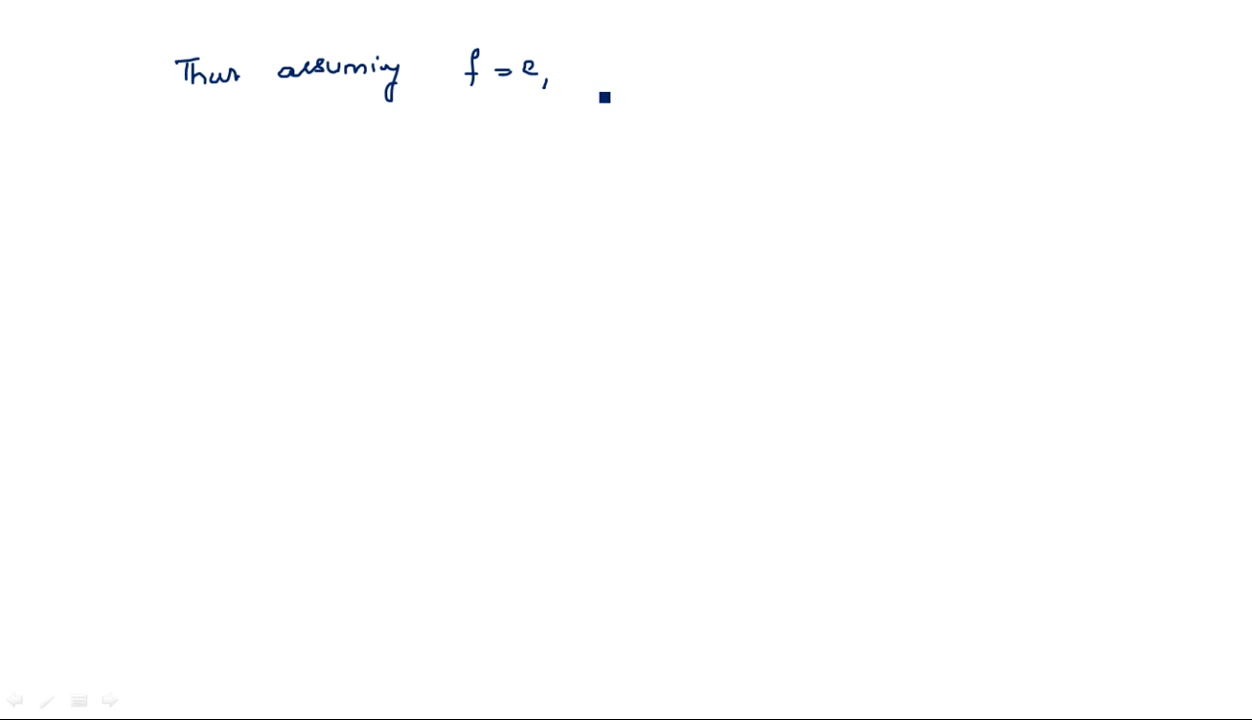 Thus assuming f = e,